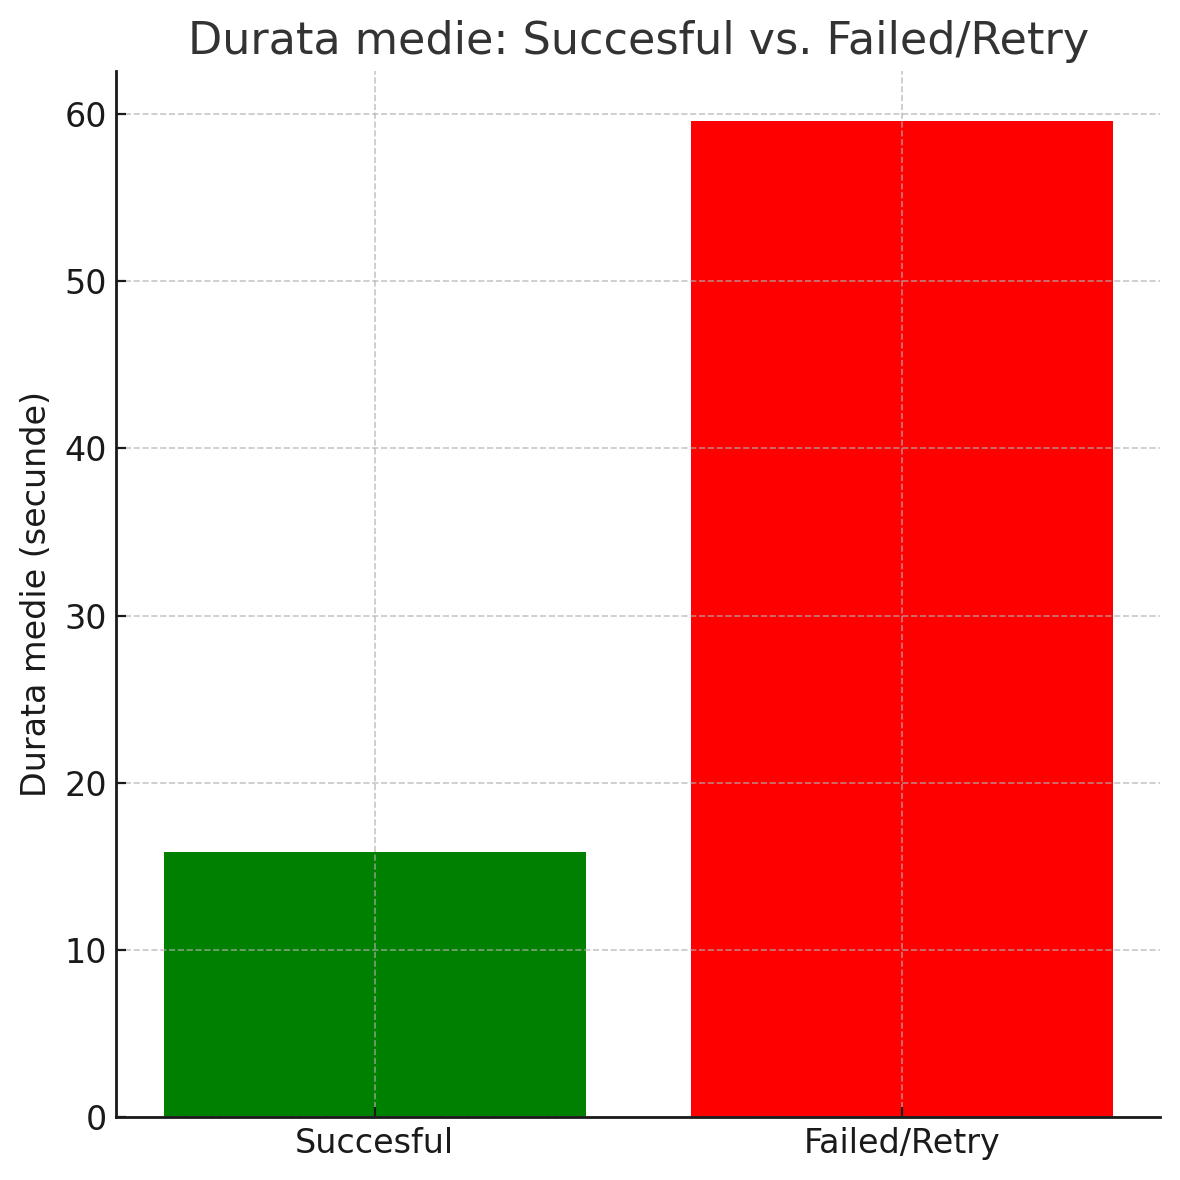 Durata medie: Succesful vs. Failed/Retry
Durata medie (secunde)
60
50
40
30
20
10
0
Succesful
Failed/Retry